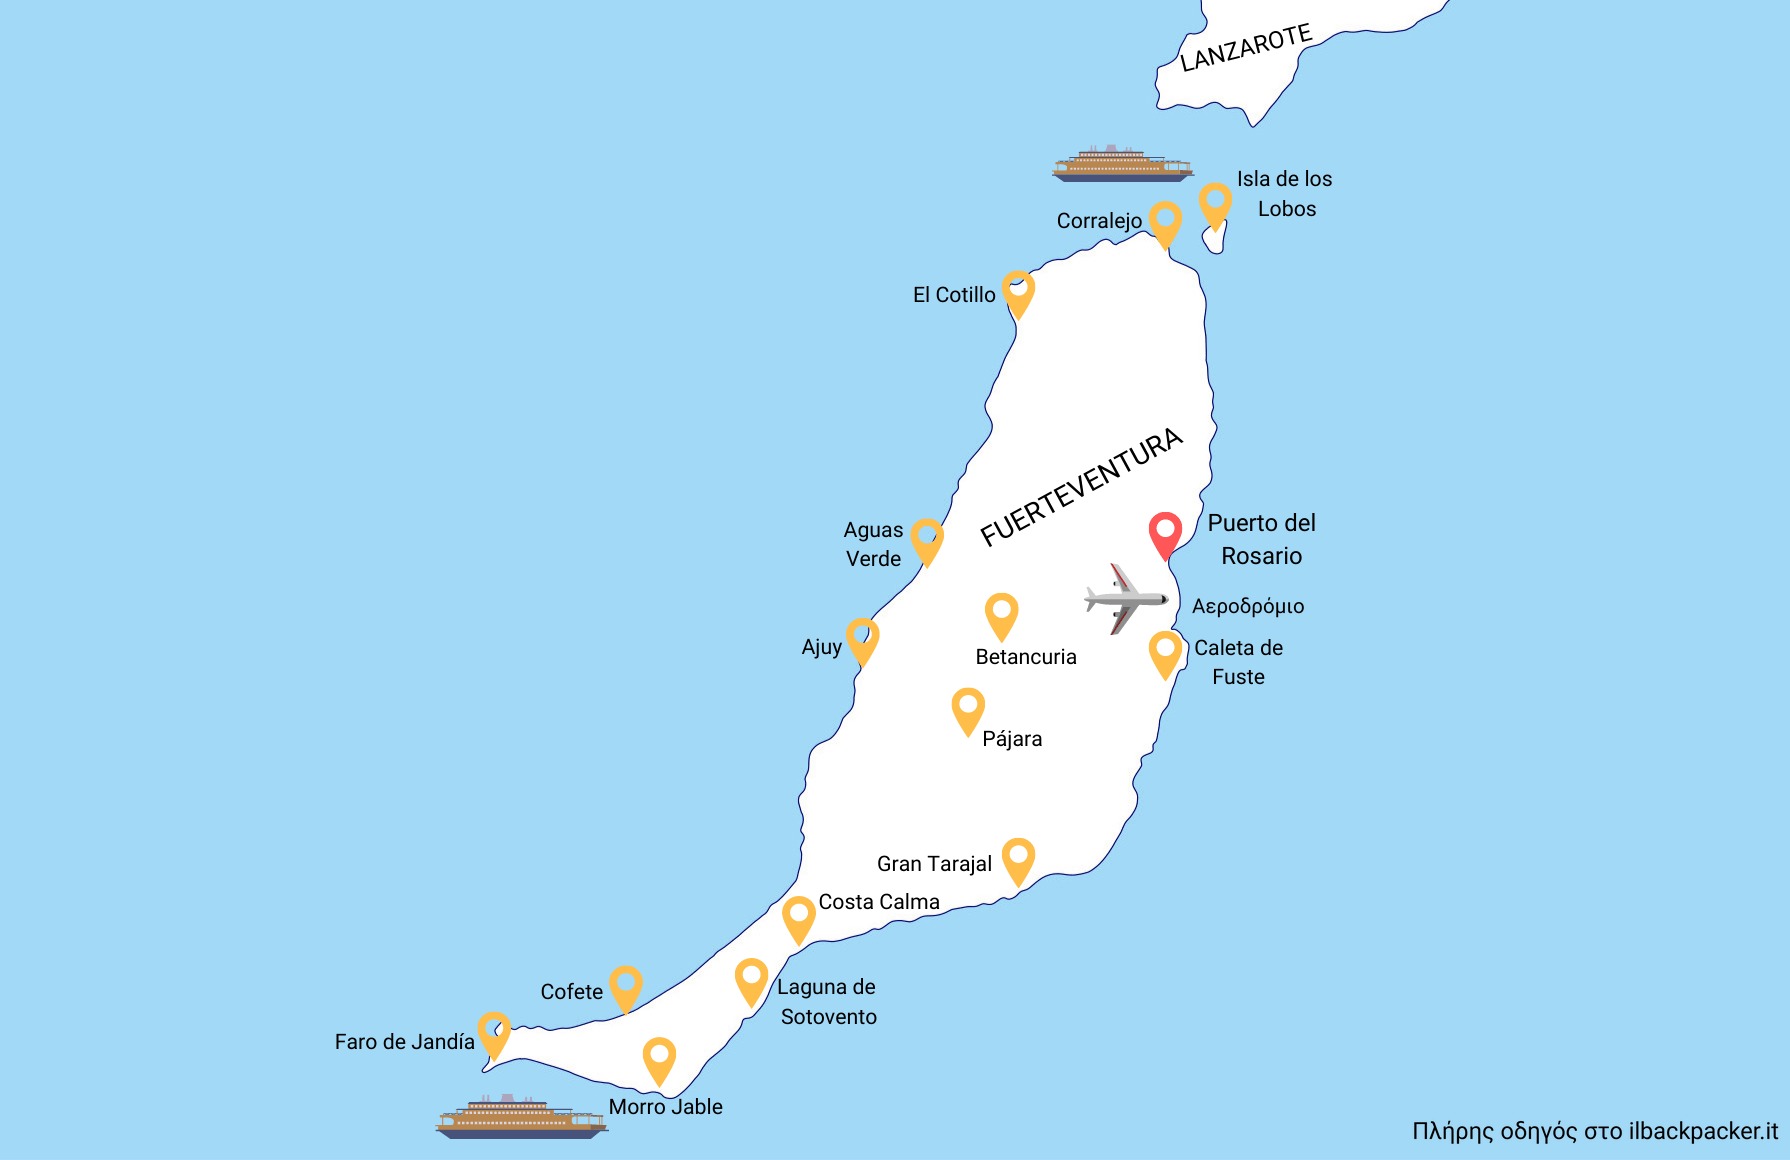 LANZAROTE
Isla de los
Lobos
Corralejo
El Cotillo
FUERTEVENTURA
Aguas
Verde
Puerto del
Rosario
Αεροδρόμιο
Ajuy
Betancuria
Caleta de
Fuste
Pájara
Gran Tarajal
Costa Calma
Cofete
Laguna de
Sotovento
Faro de Jandía
Morro Jable
Πλήρης οδηγός στο ilbackpacker.it